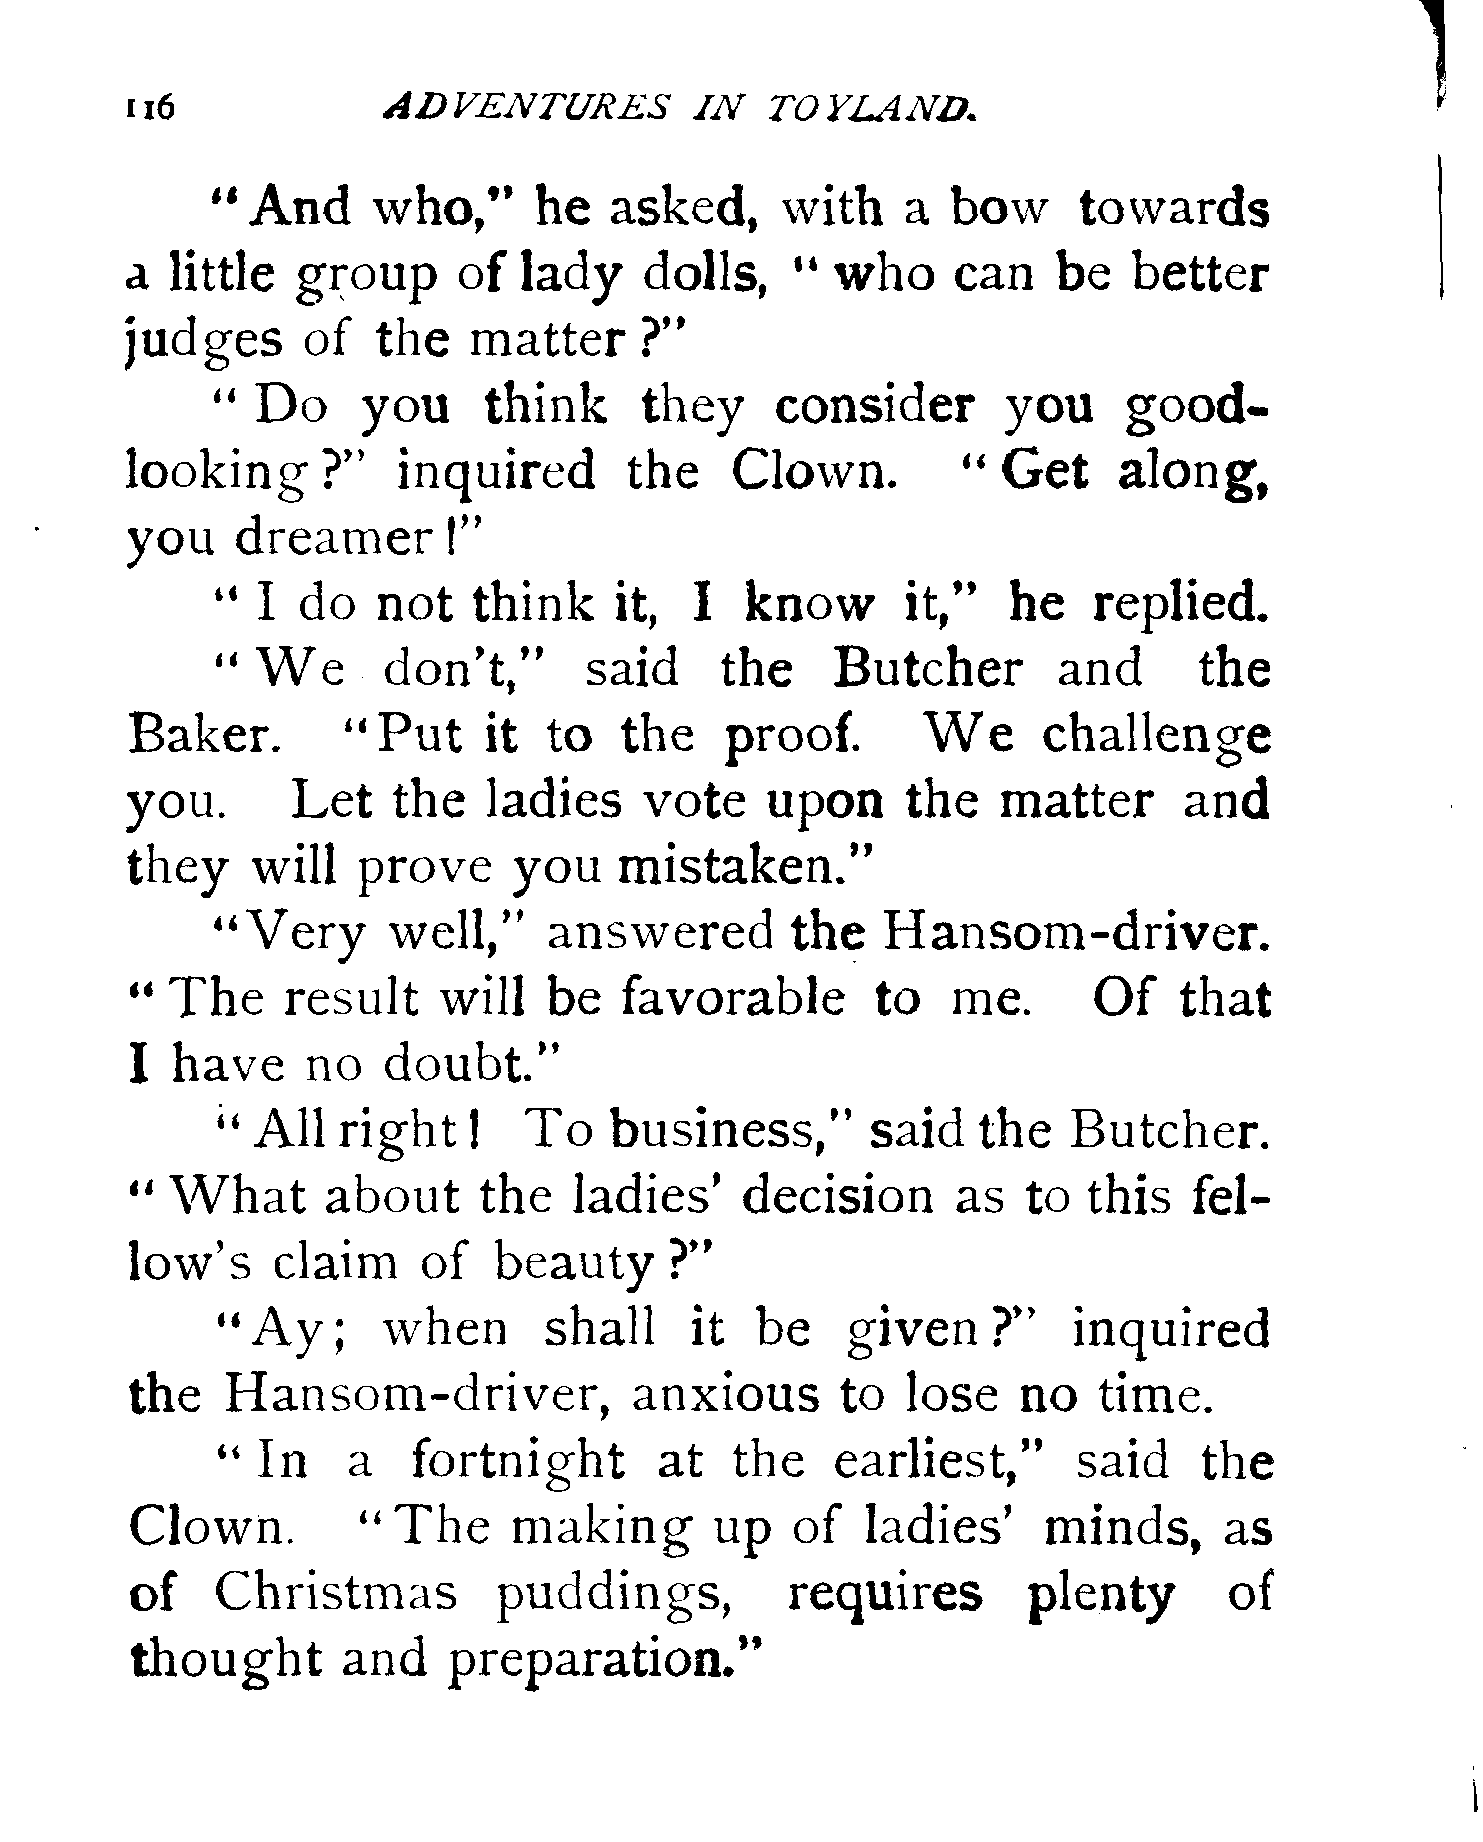 116 ADVENTURES IN TOYLAND.
"And who," he asked, with a bow towards
a little group of lady dolls, "who can be better
judges of the matter?"
"Do you think they consider you good-
looking?" inquired the Clown. "Get along,
you dreamer!"
"I do not think it, I know it," he replied.
"We don't," said the Butcher and the
Baker. "Put it to the proof. We challenge
you. Let the ladies vote upon the matter and
they will prove you mistaken."
"Very well," answered the Hansom-driver.
"The result will be favorable to me. Of that
I have no doubt."
"All right! To business," said the Butcher.
"What about the ladies' decision as to this fel-
low's claim of beauty?"
"Ay; when shall it be given?" inquired
the Hansom-driver, anxious to lose no time.
"In a fortnight at the earliest," said the
Clown. "The making up of ladies' minds, as
of Christmas puddings, requires plenty of
thought and preparation."